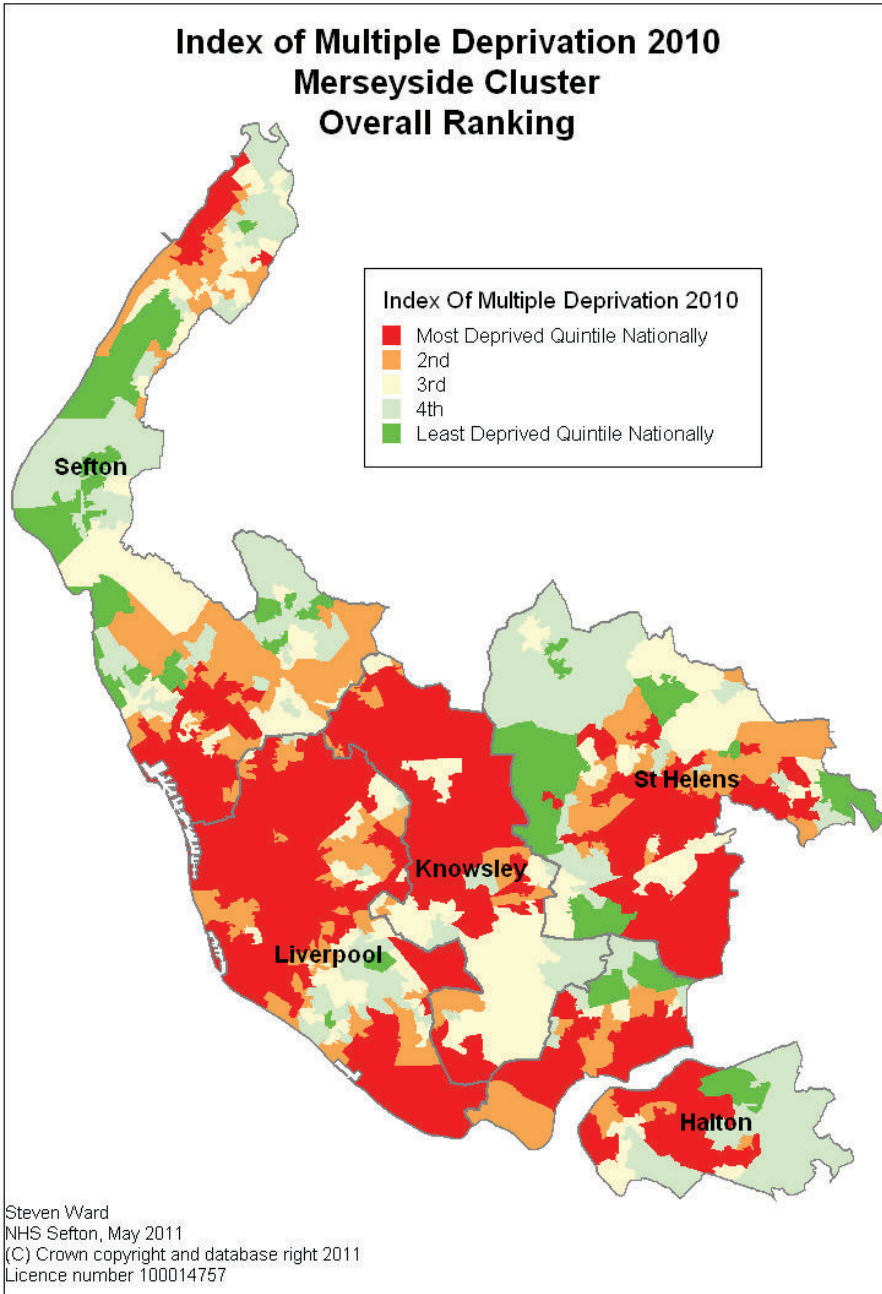 Index of Multiple Deprivation 2010
Merseyside Cluster
Overall Ranking
Index Of Multiple Deprivation 2010
Most Deprived Quintile Nationally
2nd
3rd
4th
Least Deprived Quintile Nationally
Sefton
St Helens
Knowsley
Liverpool
Halton
Steven Ward
NHS Sefton, May 2011
(C) Crown copyright and database right 2011
Licence number 100014757